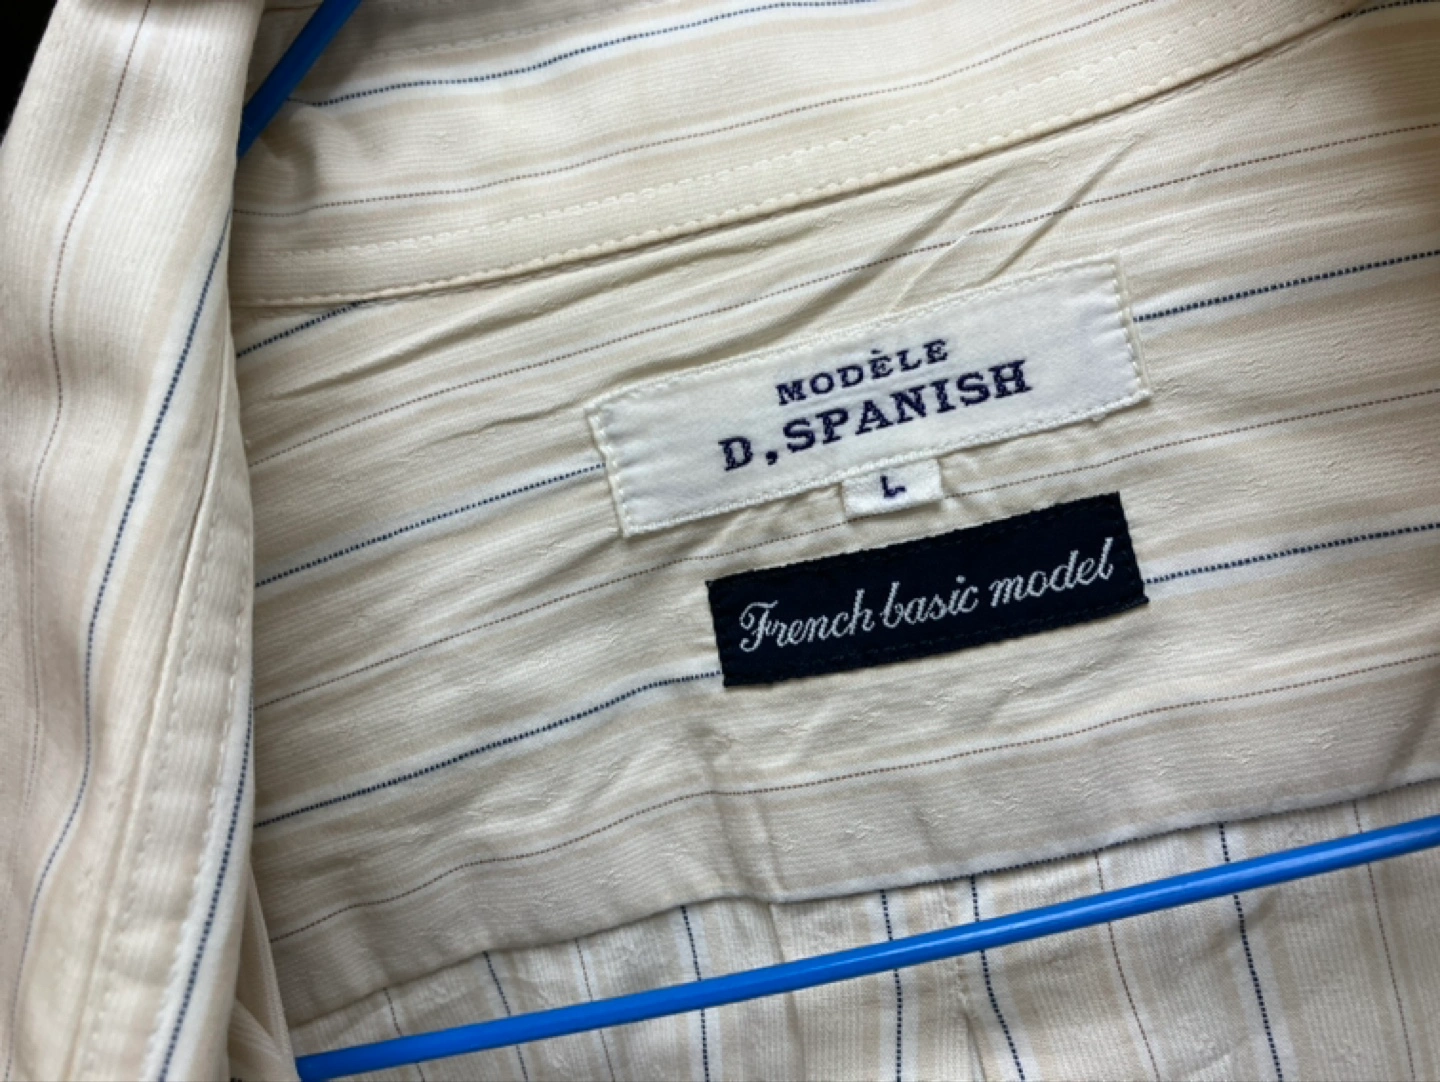 MODÈLE
D,SPANISH
L
French basic model